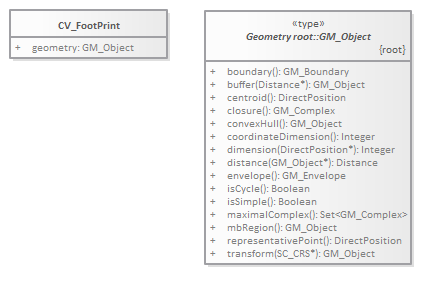 CV_FootPrint
+ geometry: GM_Object
«type»
Geometry root::GM_Object
{root}
+ boundary(): GM_Boundary
+ buffer(Distance*): GM_Object
+ centroid(): DirectPosition
+ closure(): GM_Complex
+ convexHull(): GM_Object
+ coordinateDimension(): Integer
+ dimension(DirectPosition*): Integer
+ distance(GM_Object*): Distance
+ envelope(): GM_Envelope
+ isCycle(): Boolean
+ isSimple(): Boolean
+ maximalComplex(): Set<GM_Complex>
+ mbRegion(): GM_Object
+ representativePoint(): DirectPosition
+ transform(SC_CRS*): GM_Object